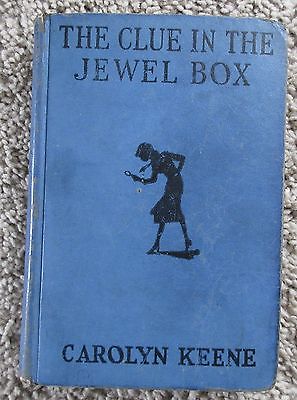 THE CLUE IN THE
JEWEL BOX
CAROLYN KEENE